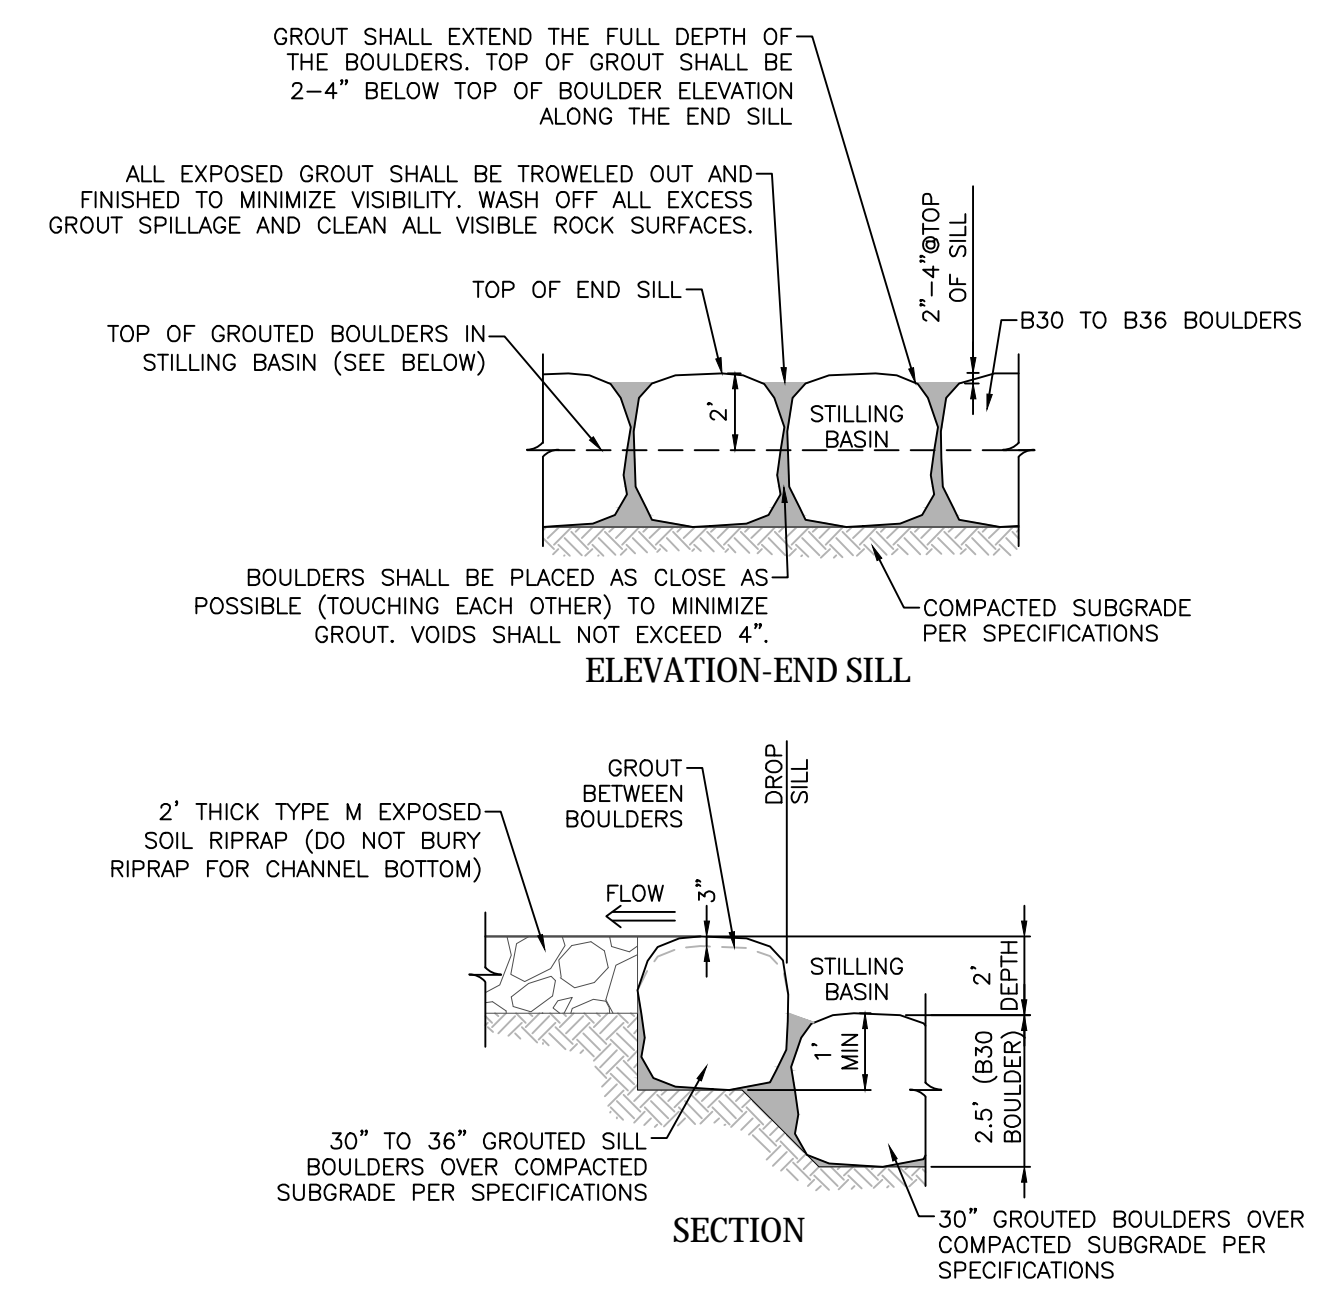 GROUT SHALL EXTEND THE FULL DEPTH OF
THE BOULDERS. TOP OF GROUT SHALL BE
2–4” BELOW TOP OF BOULDER ELEVATION
ALONG THE END SILL
ALL EXPOSED GROUT SHALL BE TROWELED OUT AND
FINISHED TO MINIMIZE VISIBILITY. WASH OFF ALL EXCESS
GROUT SPILLAGE AND CLEAN ALL VISIBLE ROCK SURFACES.
2”–4”@TOP
OF SILL
TOP OF END SILL
B30 TO B36 BOULDERS
TOP OF GROUTED BOULDERS IN
STILLING BASIN (SEE BELOW)
2’
STILLING
BASIN
BOULDERS SHALL BE PLACED AS CLOSE AS
POSSIBLE (TOUCHING EACH OTHER) TO MINIMIZE
GROUT. VOIDS SHALL NOT EXCEED 4”.
COMPACTED SUBGRADE
PER SPECIFICATIONS
ELEVATION-END SILL
GROUT
BETWEEN
BOULDERS
DROP
SILL
2’ THICK TYPE M EXPOSED
SOIL RIPRAP (DO NOT BURY
RIPRAP FOR CHANNEL BOTTOM)
FLOW
3”
STILLING
BASIN
2’
DEPTH
1’
MIN
2.5’ (B30
BOULDER)
30” TO 36” GROUTED SILL
BOULDERS OVER COMPACTED
SUBGRADE PER SPECIFICATIONS
SECTION
30” GROUTED BOULDERS OVER
COMPACTED SUBGRADE PER
SPECIFICATIONS